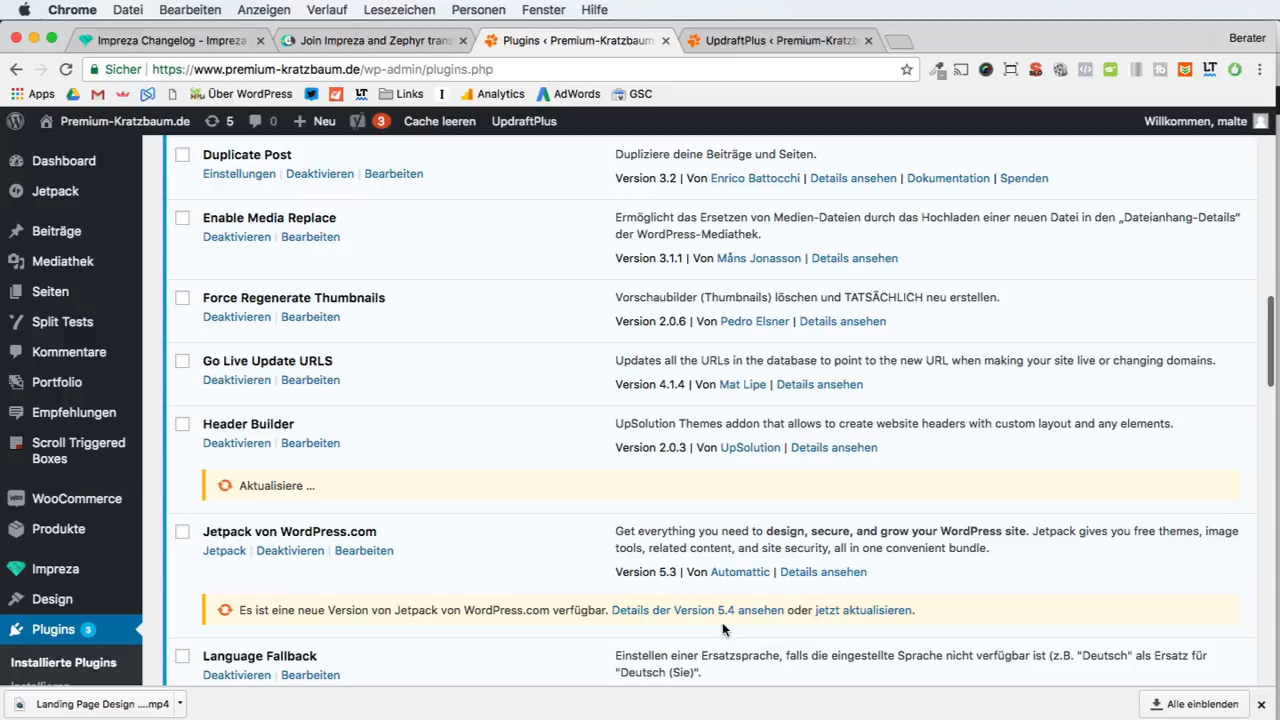 Chrome Datei Bearbeiten Anzeigen Verlauf Lesezeichen Personen Fenster Hilfe
Impreza Changelog - Impreza
Join Impreza and Zephyr trans
Plugins ‹ Premium-Kratzbaum
UpdraftPlus ‹ Premium-Kratzb
Berater
Sicher https://www.premium-kratzbaum.de/wp-admin/plugins.php
Apps Über WordPress LT Links I Analytics AdWords GSC
Premium-Kratzbaum.de 5 0 Neu 3 Cache leeren UpdraftPlus Willkommen, malte
Dashboard
Jetpack
Beiträge
Mediathek
Seiten
Split Tests
Kommentare
Portfolio
Empfehlungen
Scroll Triggered
Boxes
WooCommerce
Produkte
Impreza
Design
Plugins 3
Installierte Plugins
Duplicate Post
Einstellungen | Deaktivieren | Bearbeiten
Dupliziere deine Beiträge und Seiten.
Version 3.2 | Von Enrico Battocchi | Details ansehen | Dokumentation | Spenden
Enable Media Replace
Deaktivieren | Bearbeiten
Ermöglicht das Ersetzen von Medien-Dateien durch das Hochladen einer neuen Datei in den „Dateianhang-Details“
der WordPress-Mediathek.
Version 3.1.1 | Von Måns Jonasson | Details ansehen
Force Regenerate Thumbnails
Deaktivieren | Bearbeiten
Vorschaubilder (Thumbnails) löschen und TATSÄCHLICH neu erstellen.
Version 2.0.6 | Von Pedro Elsner | Details ansehen
Go Live Update URLS
Deaktivieren | Bearbeiten
Updates all the URLs in the database to point to the new URL when making your site live or changing domains.
Version 4.1.4 | Von Mat Lipe | Details ansehen
Header Builder
Deaktivieren | Bearbeiten
UpSolution Themes addon that allows to create website headers with custom layout and any elements.
Version 2.0.3 | Von UpSolution | Details ansehen
Aktualisiere ...
Jetpack von WordPress.com
Jetpack | Deaktivieren | Bearbeiten
Get everything you need to design, secure, and grow your WordPress site. Jetpack gives you free themes, image
tools, related content, and site security, all in one convenient bundle.
Version 5.3 | Von Automattic | Details ansehen
Es ist eine neue Version von Jetpack von WordPress.com verfügbar. Details der Version 5.4 ansehen oder jetzt aktualisieren.
Language Fallback
Deaktivieren | Bearbeiten
Einstellen einer Ersatzsprache, falls die eingestellte Sprache nicht verfügbar ist (z.B. "Deutsch" als Ersatz für
"Deutsch (Sie)".
Landing Page Design ....mp4
Alle einblenden